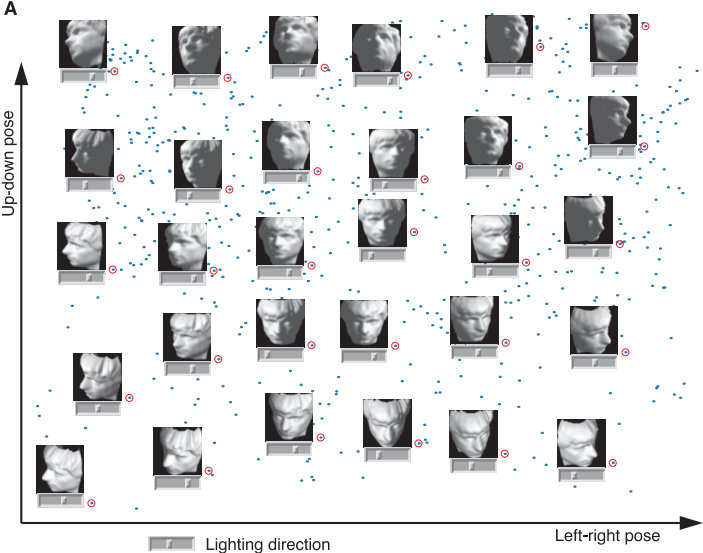 A
Up-down pose
Left-right pose
Lighting direction